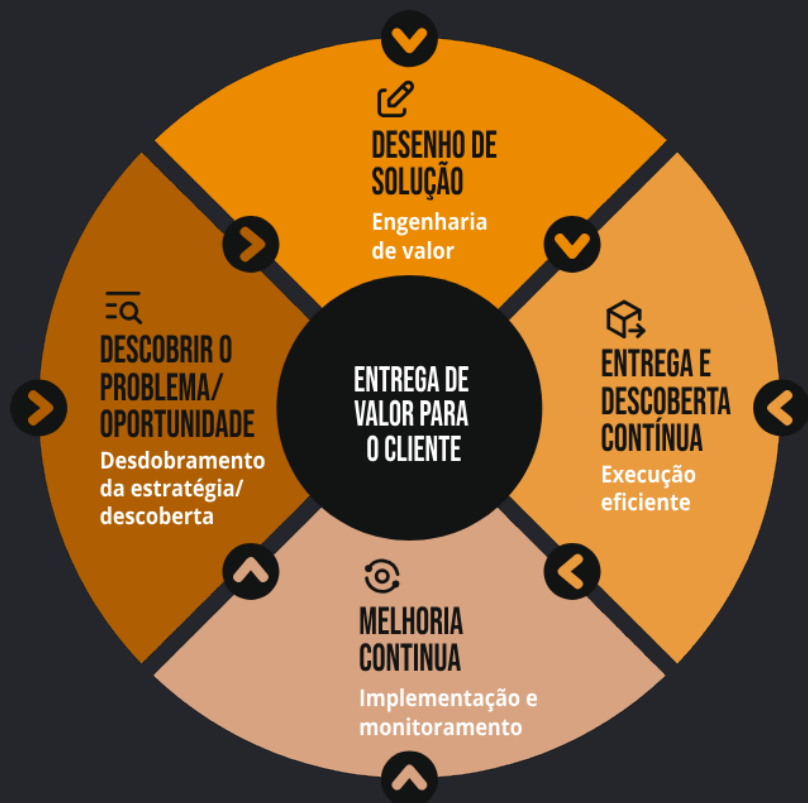 DESENHO DE
SOLUÇÃO
Engenharia
de valor
DESCOBRIR O
PROBLEMA/
OPORTUNIDADE
Desdobramento
da estratégia/
descoberta
ENTREGA DE
VALOR PARA
O CLIENTE
ENTREGA E
DESCOBERTA
CONTÍNUA
Execução
eficiente
MELHORIA
CONTINUA
Implementação e
monitoramento